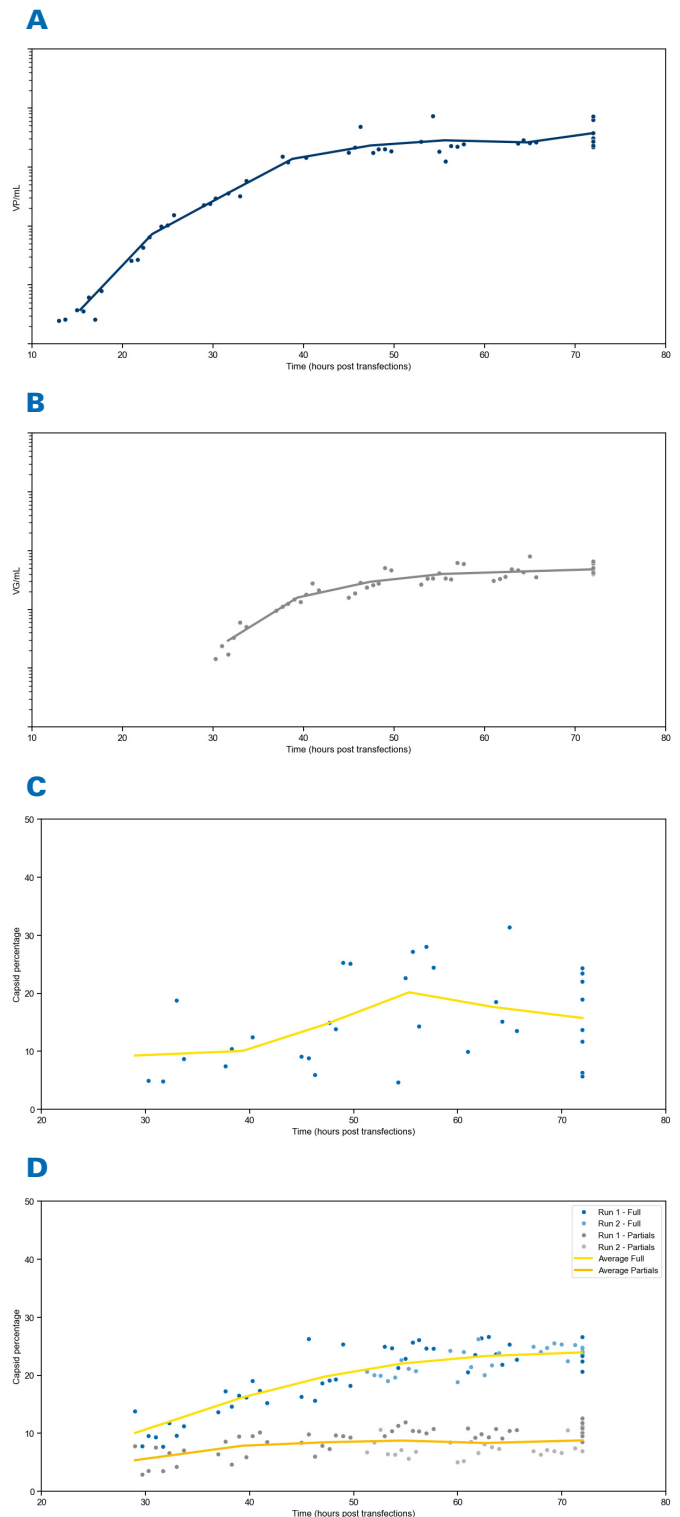 A
VP/mL
10 20 30 40 50 60 70 80
Time (hours post transfections)
B
VG/mL
10 20 30 40 50 60 70 80
Time (hours post transfections)
C
50
40
30
20
10
0
Capsid percentage
20 30 40 50 60 70 80
Time (hours post transfections)
D
50
40
30
20
10
0
Capsid percentage
Run 1 - Full
Run 2 - Full
Run 1 - Partials
Run 2 - Partials
Average Full
Average Partials
20 30 40 50 60 70 80
Time (hours post transfections)